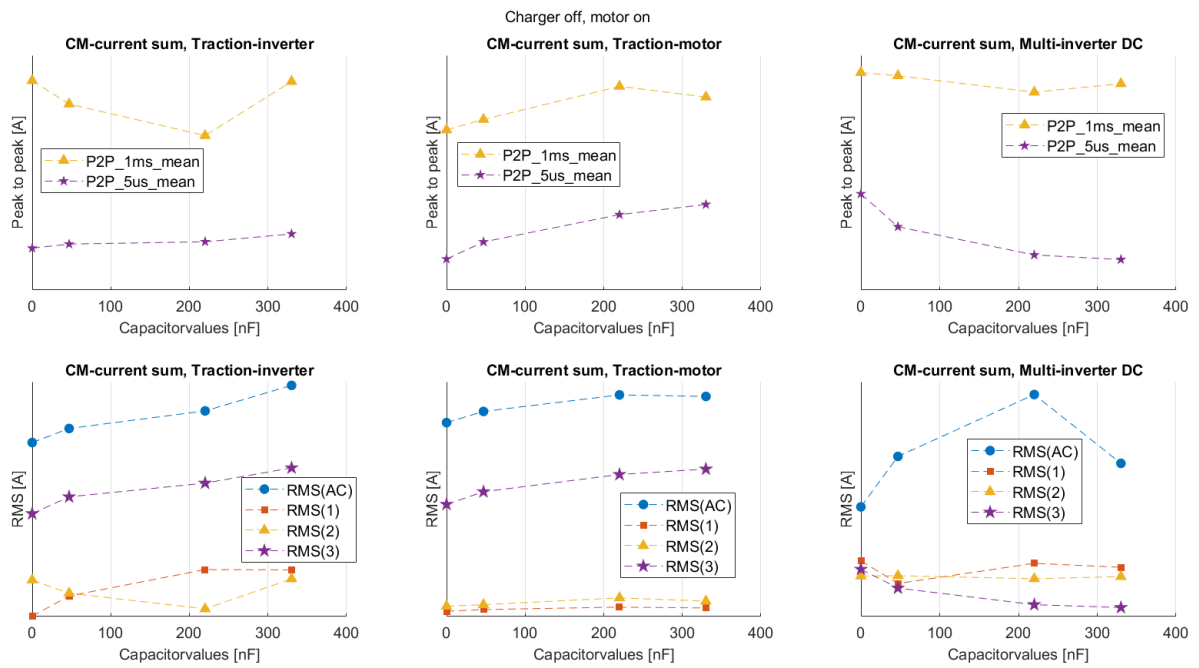 Charger off, motor on
CM-current sum, Traction-inverter
Peak to peak [A]
P2P_1ms_mean
P2P_5us_mean
0 100 200 300 400
Capacitorvalues [nF]
CM-current sum, Traction-motor
Peak to peak [A]
P2P_1ms_mean
P2P_5us_mean
0 100 200 300 400
Capacitorvalues [nF]
CM-current sum, Multi-inverter DC
Peak to peak [A]
P2P_1ms_mean
P2P_5us_mean
0 100 200 300 400
Capacitorvalues [nF]
CM-current sum, Traction-inverter
RMS [A]
RMS(AC)
RMS(1)
RMS(2)
RMS(3)
0 100 200 300 400
Capacitorvalues [nF]
CM-current sum, Traction-motor
RMS [A]
RMS(AC)
RMS(1)
RMS(2)
RMS(3)
0 100 200 300 400
Capacitorvalues [nF]
CM-current sum, Multi-inverter DC
RMS [A]
RMS(AC)
RMS(1)
RMS(2)
RMS(3)
0 100 200 300 400
Capacitorvalues [nF]